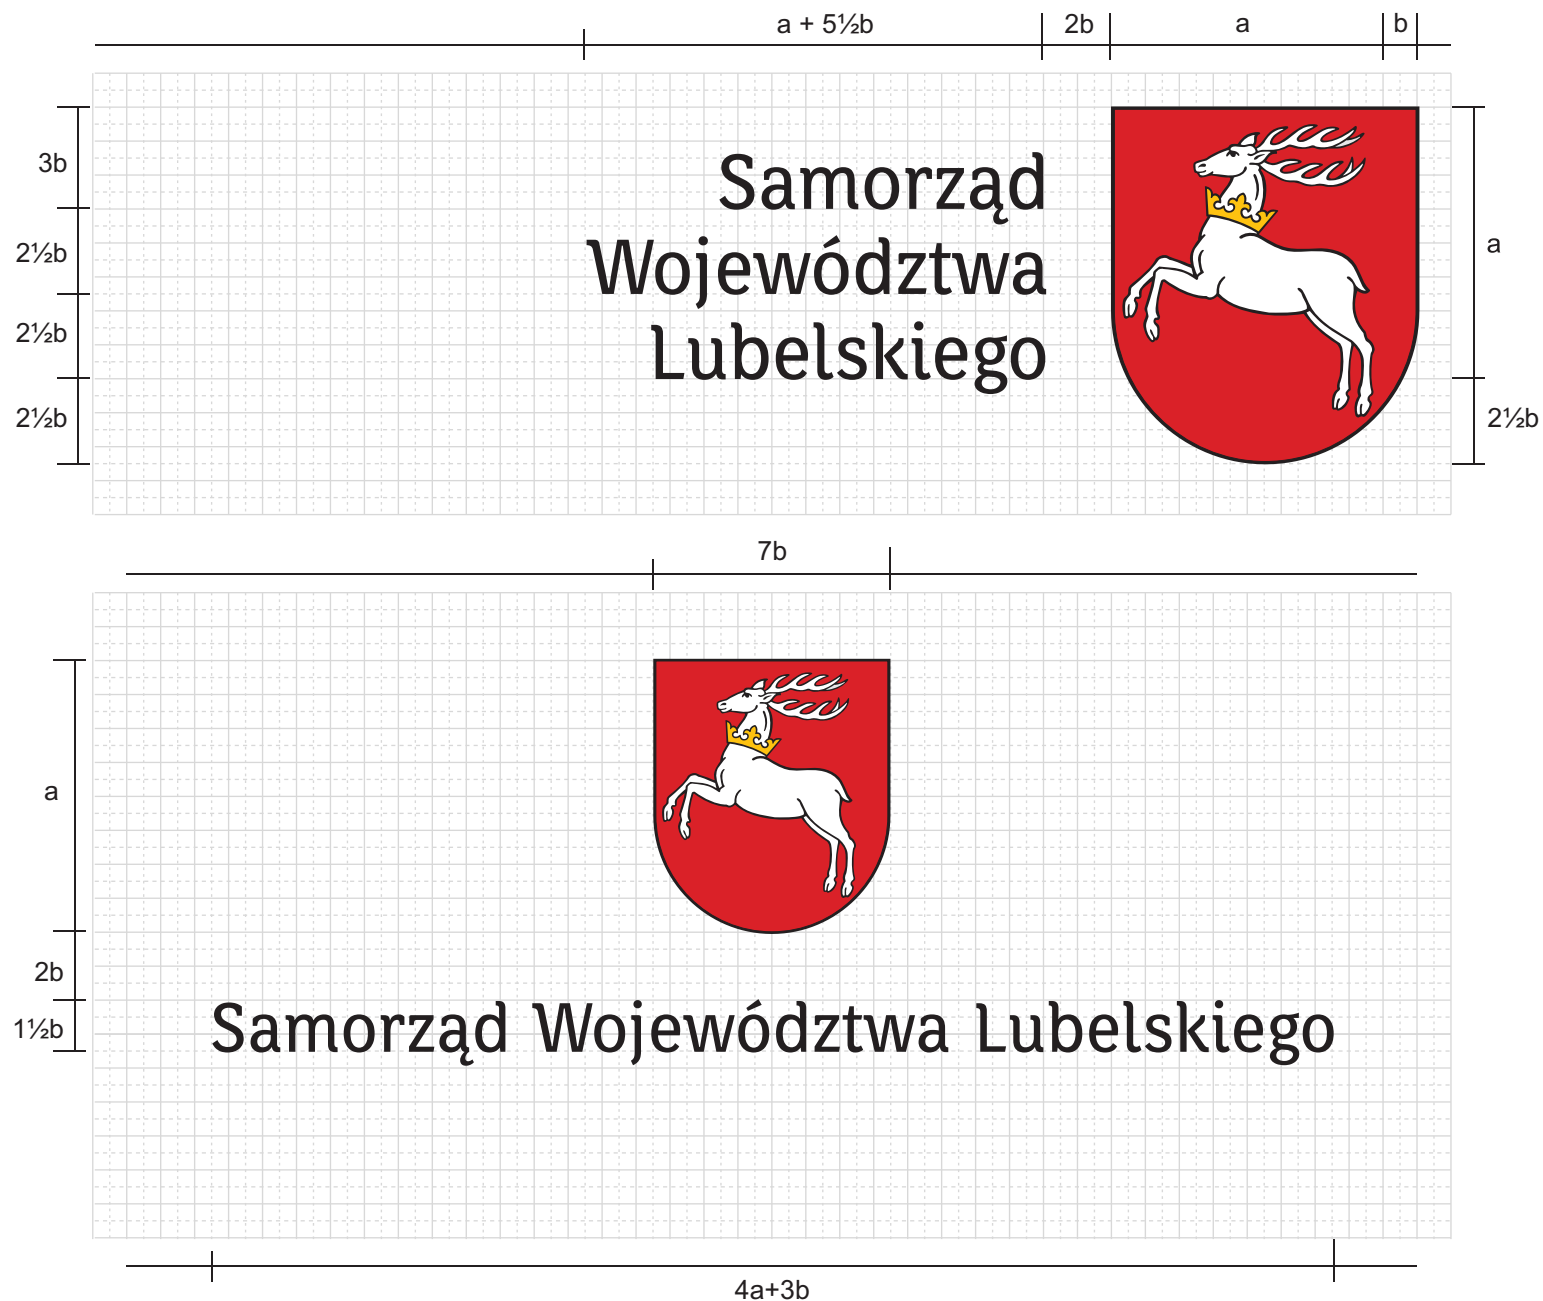 a + 5½b
2b
a
b
3b
2½b
2½b
2½b
Samorząd
Województwa
Lubelskiego
a
2½b
7b
a
2b
1½b
Samorząd Województwa Lubelskiego
4a+3b